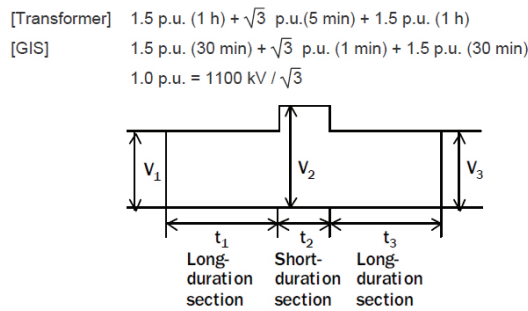 [Transformer] 1.5 p.u. (1 h) + √3 p.u.(5 min) + 1.5 p.u. (1 h)
[GIS] 1.5 p.u. (30 min) + √3 p.u. (1 min) + 1.5 p.u. (30 min)
1.0 p.u. = 1100 kV / √3
V1 V2 V3
t1 t2 t3
Long- Short- Long-
duration duration duration
section section section